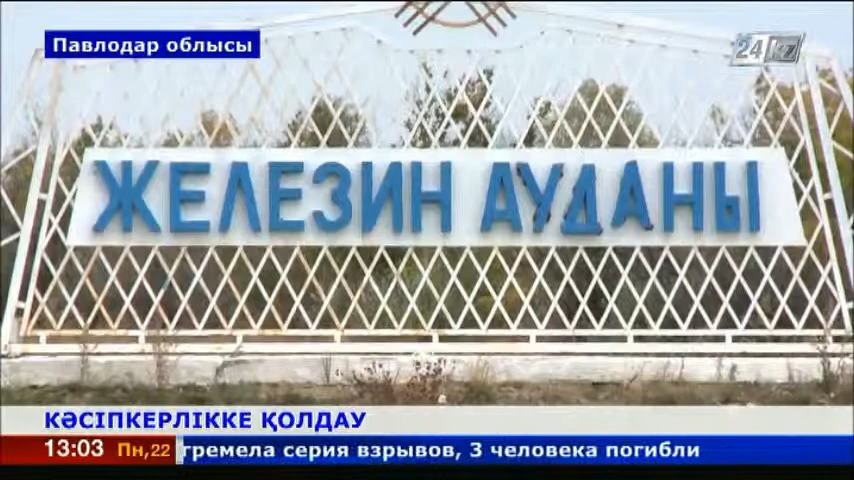 Павлодар облысы
24kz
ЖЕЛЕЗИН АУДАНЫ
КӘСІПКЕРЛІККЕ ҚОЛДАУ
13:03 Пн,22 гремела серия взрывов, 3 человека погибли